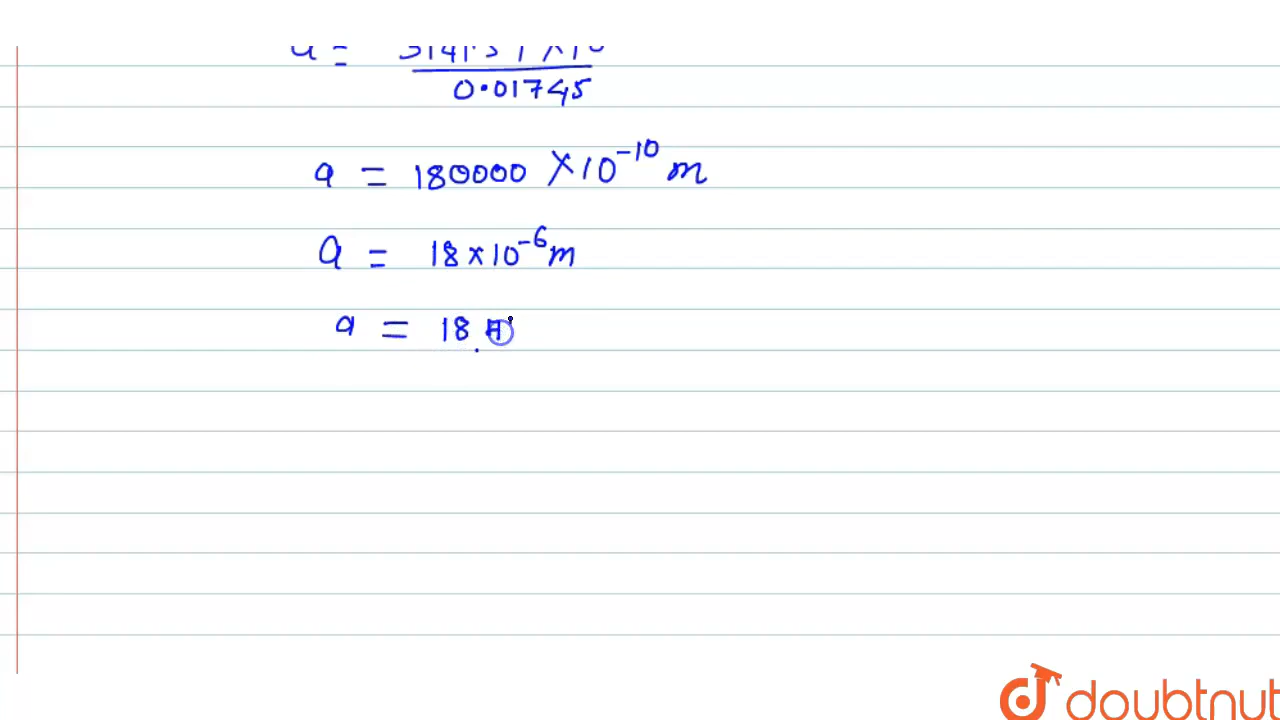 0.01745
a = 180000 × 10⁻¹⁰ m
a = 18 × 10⁻⁶ m
a = 18
doubtnut